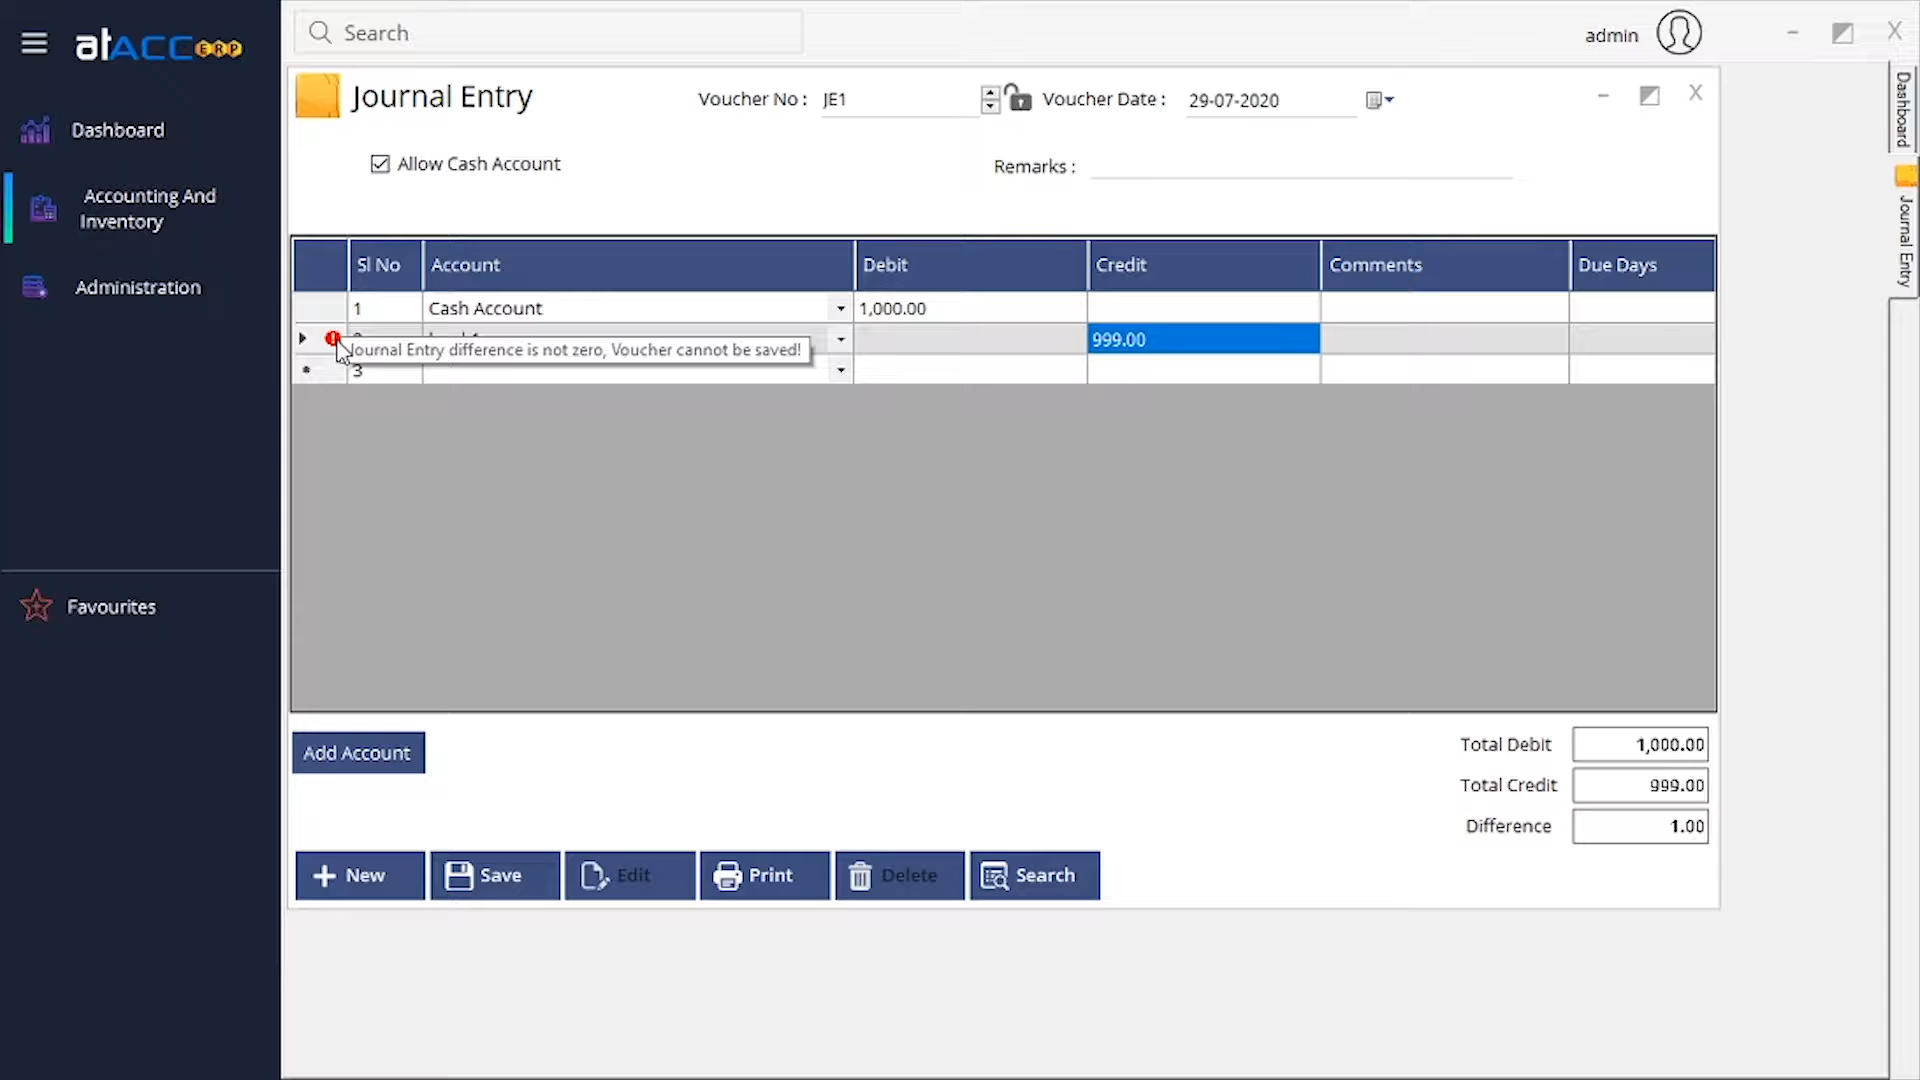 atACC ERP
Search
admin
X
Dashboard
Accounting And
Inventory
Administration
Favourites
Journal Entry
Voucher No :
JE1
Voucher Date :
29-07-2020
X
Allow Cash Account
Remarks :
Sl No Account Debit Credit Comments Due Days
1 Cash Account 1,000.00
999.00
Journal Entry difference is not zero, Voucher cannot be saved!
3
Add Account
Total Debit 1,000.00
Total Credit 999.00
Difference 1.00
New Save Edit Print Delete Search
Dashboard
Journal Entry